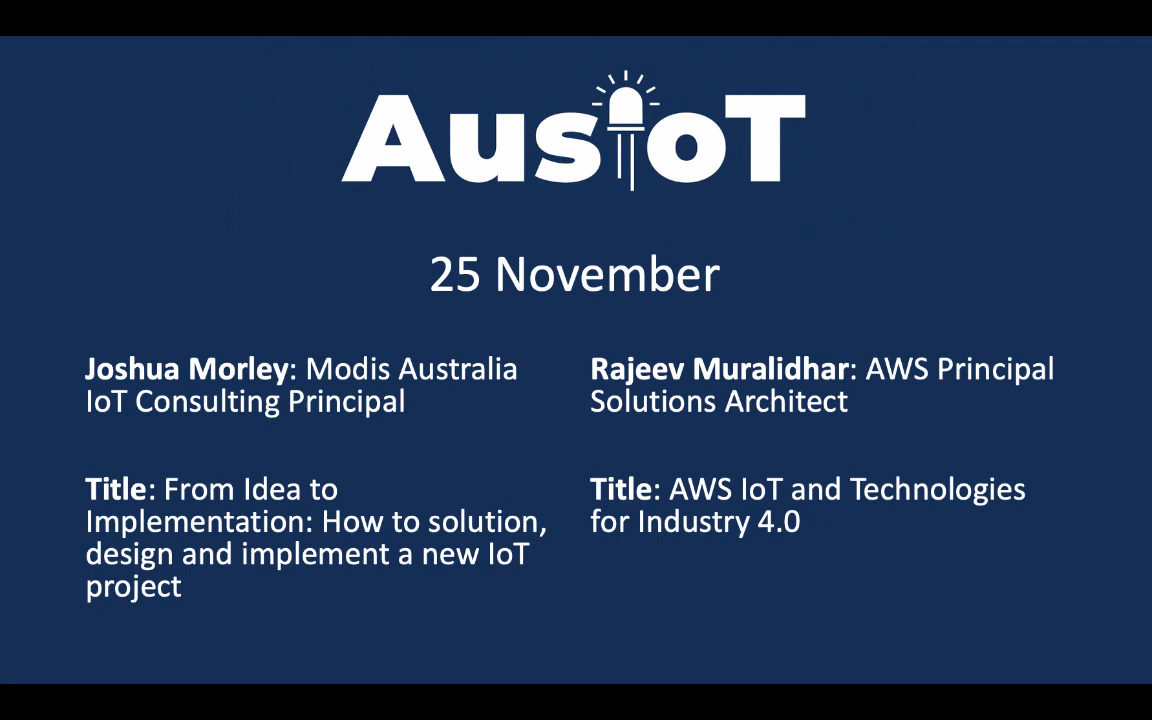 AusIoT
25 November
Joshua Morley: Modis Australia
IoT Consulting Principal
Title: From Idea to
Implementation: How to solution,
design and implement a new IoT
project
Rajeev Muralidhar: AWS Principal
Solutions Architect
Title: AWS IoT and Technologies
for Industry 4.0